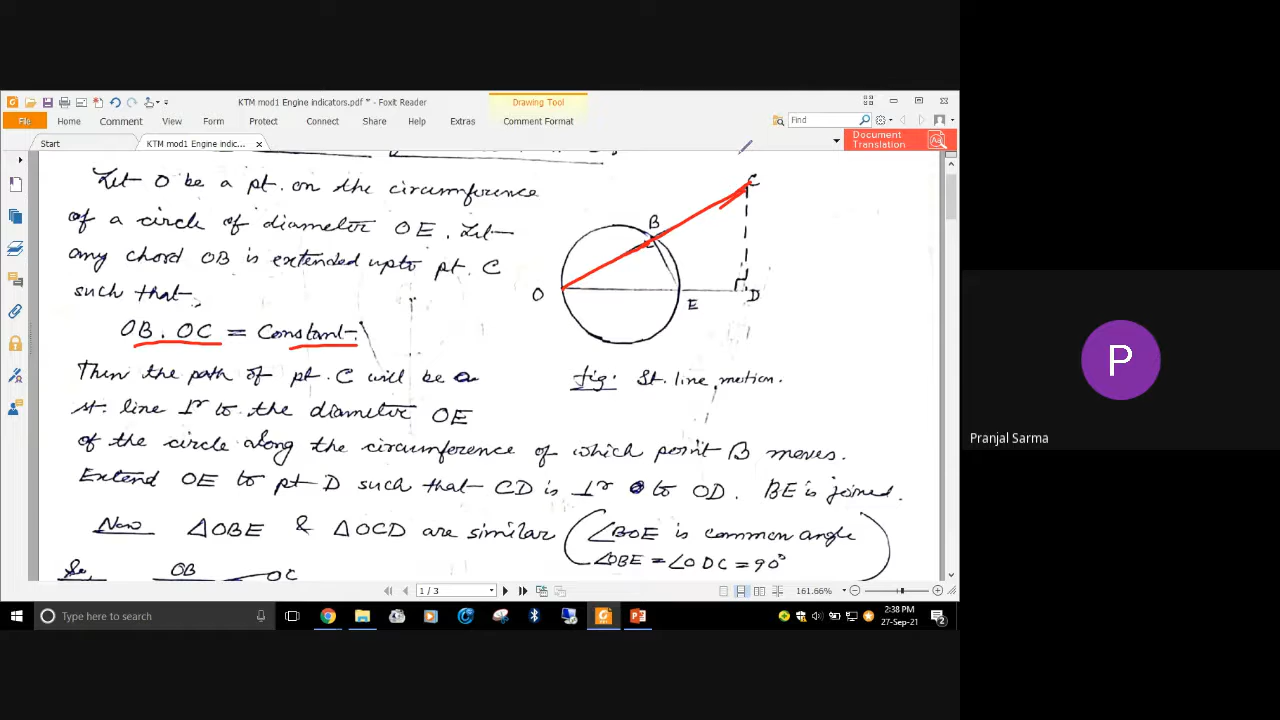 KTM mod1 Engine indicators.pdf * - Foxit Reader
Drawing Tool
File Home Comment View Form Protect Connect Share Help Extras Comment Format
Find
Start
KTM mod1 Engine indic...
Document Translation
Let O be a pt. on the circumference
of a circle of diameter OE. Let
any chord OB is extended upto pt. C
such that,
OB . OC = Constant.
Then the path of pt. C will be a
st. line ⊥r to the diameter OE
of the circle along the circumference of which point B moves.
Extend OE to pt D such that CD is ⊥r to OD. BE is joined.
Now △OBE & △OCD are similar
(∠BOE is common angle
∠OBE = ∠ODC = 90°)
So, OB OC
C
B
O
E
D
fig: St. line motion.
1 / 3
161.66%
Type here to search
2:38 PM
27-Sep-21
2
P
Pranjal Sarma